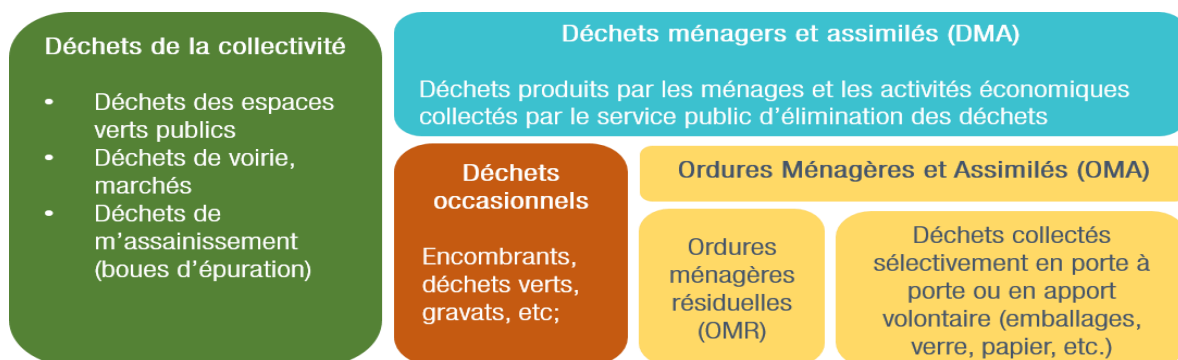 Déchets de la collectivité
• Déchets des espaces
verts publics
• Déchets de voirie,
marchés
• Déchets de
m’assainissement
(boues d’épuration)
Déchets ménagers et assimilés (DMA)
Déchets produits par les ménages et les activités économiques
collectés par le service public d’élimination des déchets
Déchets
occasionnels
Encombrants,
déchets verts,
gravats, etc;
Ordures Ménagères et Assimilés (OMA)
Ordures
ménagères
résiduelles
(OMR)
Déchets collectés
sélectivement en porte à
porte ou en apport
volontaire (emballages,
verre, papier, etc.)